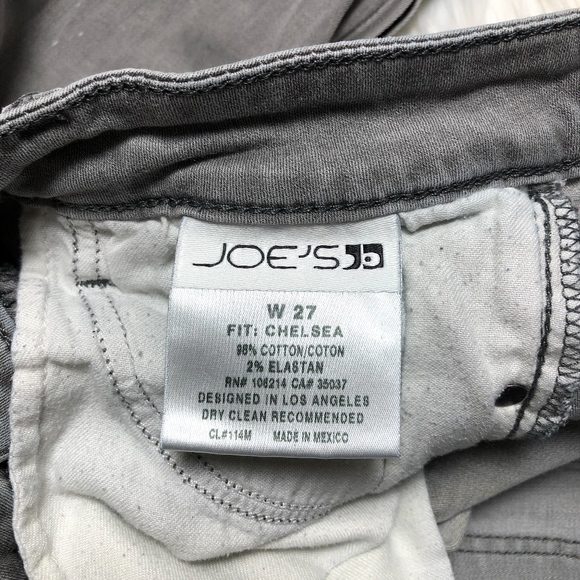 JOE'S
W 27
FIT: CHELSEA
98% COTTON/COTON
2% ELASTAN
RN# 106214 CA# 35037
DESIGNED IN LOS ANGELES
DRY CLEAN RECOMMENDED
CL#114M MADE IN MEXICO